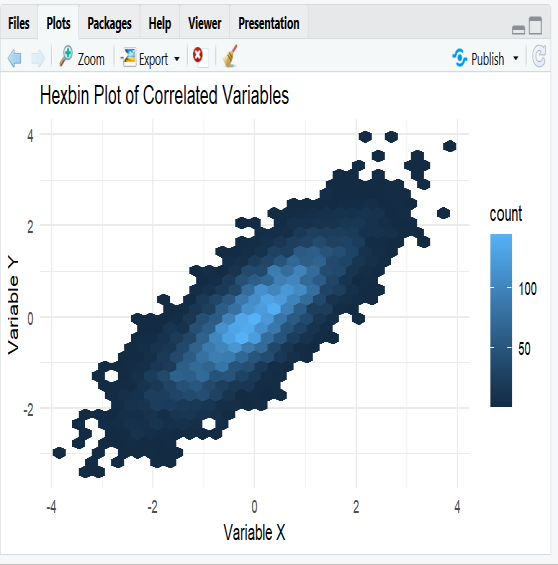 Files Plots Packages Help Viewer Presentation
Zoom Export Publish
Hexbin Plot of Correlated Variables
4
2
0
-2
Variable Y
-4 -2 0 2 4
Variable X
count
100
50